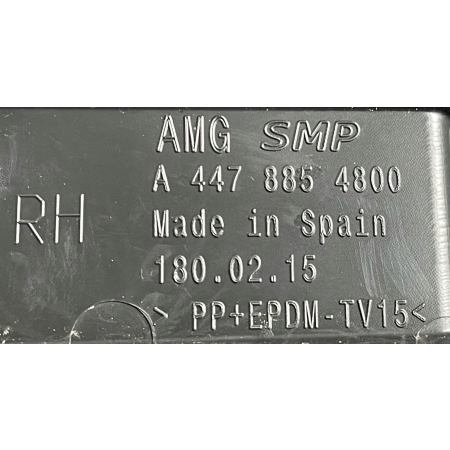 AMG SMP
A 447 885 4800
RH
Made in Spain
180.02.15
> PP+EPDM-TV15<